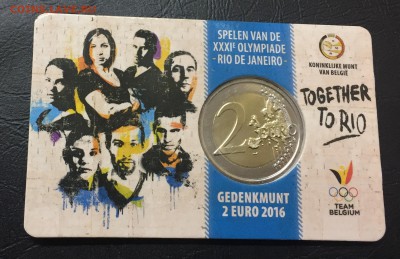 SPELEN VAN DE
XXXIᵉ OLYMPIADE
- RIO DE JANEIRO -
KONINKLIJKE MUNT
VAN BELGIË
TOGETHER
TO RIO
2 EURO
GEDENKMUNT
2 EURO 2016
TEAM
BELGIUM